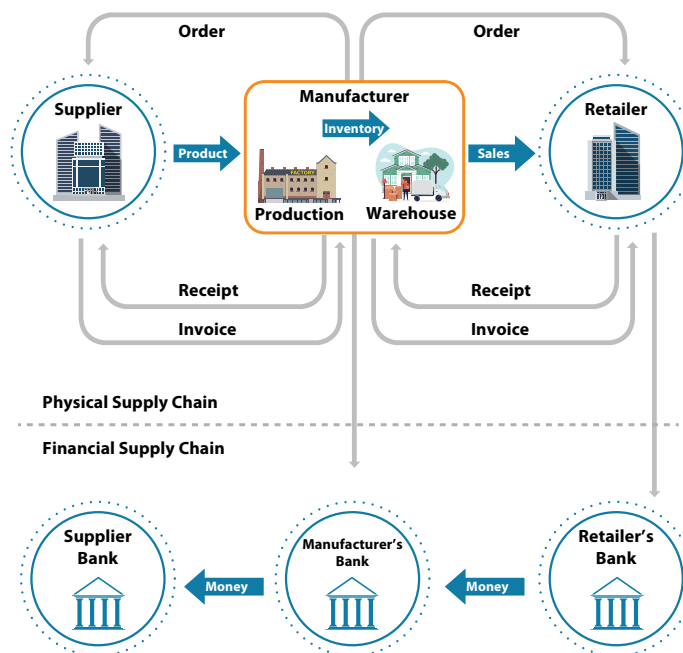 Order
Order
Supplier
Manufacturer
Retailer
Inventory
Product
Sales
FACTORY
Production
Warehouse
Receipt
Receipt
Invoice
Invoice
Physical Supply Chain
Financial Supply Chain
Supplier
Bank
Manufacturer's
Bank
Retailer's
Bank
Money
Money